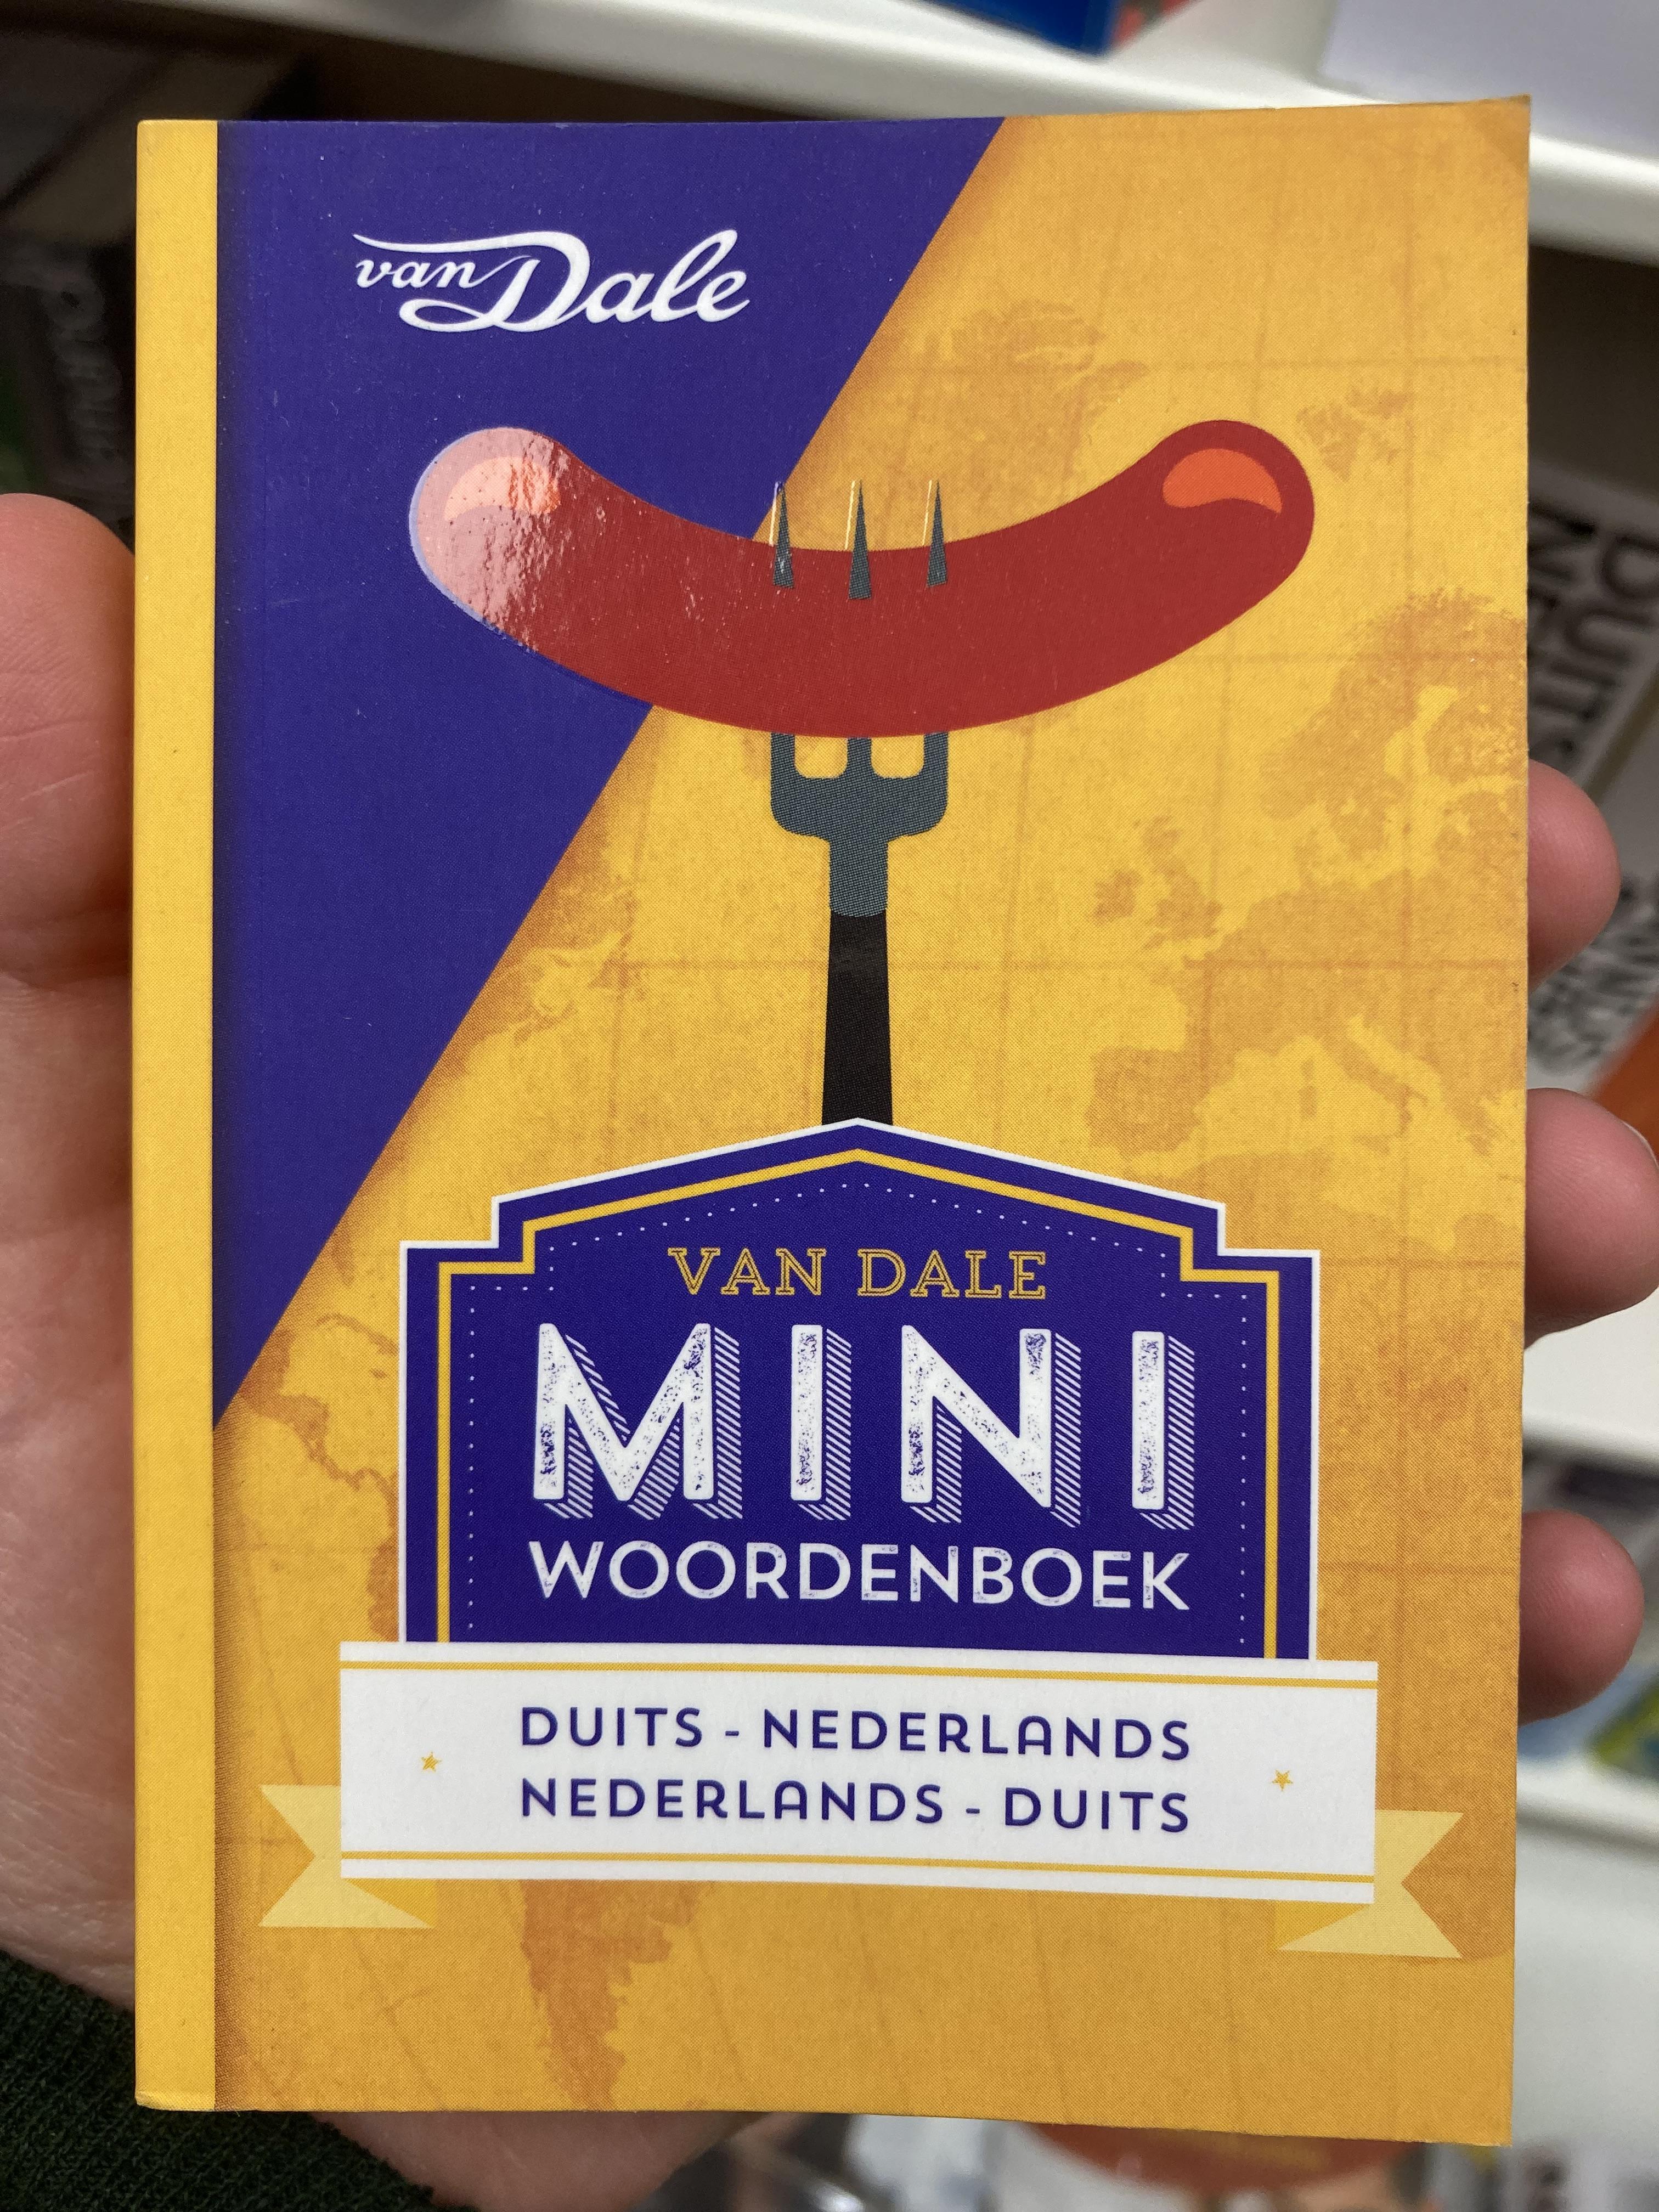 van Dale
VAN DALE
MINI
WOORDENBOEK
DUITS - NEDERLANDS
NEDERLANDS - DUITS